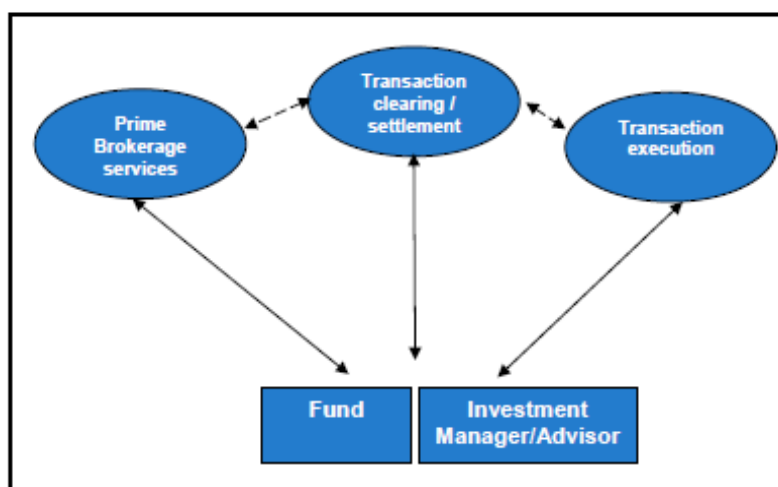 Transaction
clearing /
settlement
Prime
Brokerage
services
Transaction
execution
Fund
Investment
Manager/Advisor